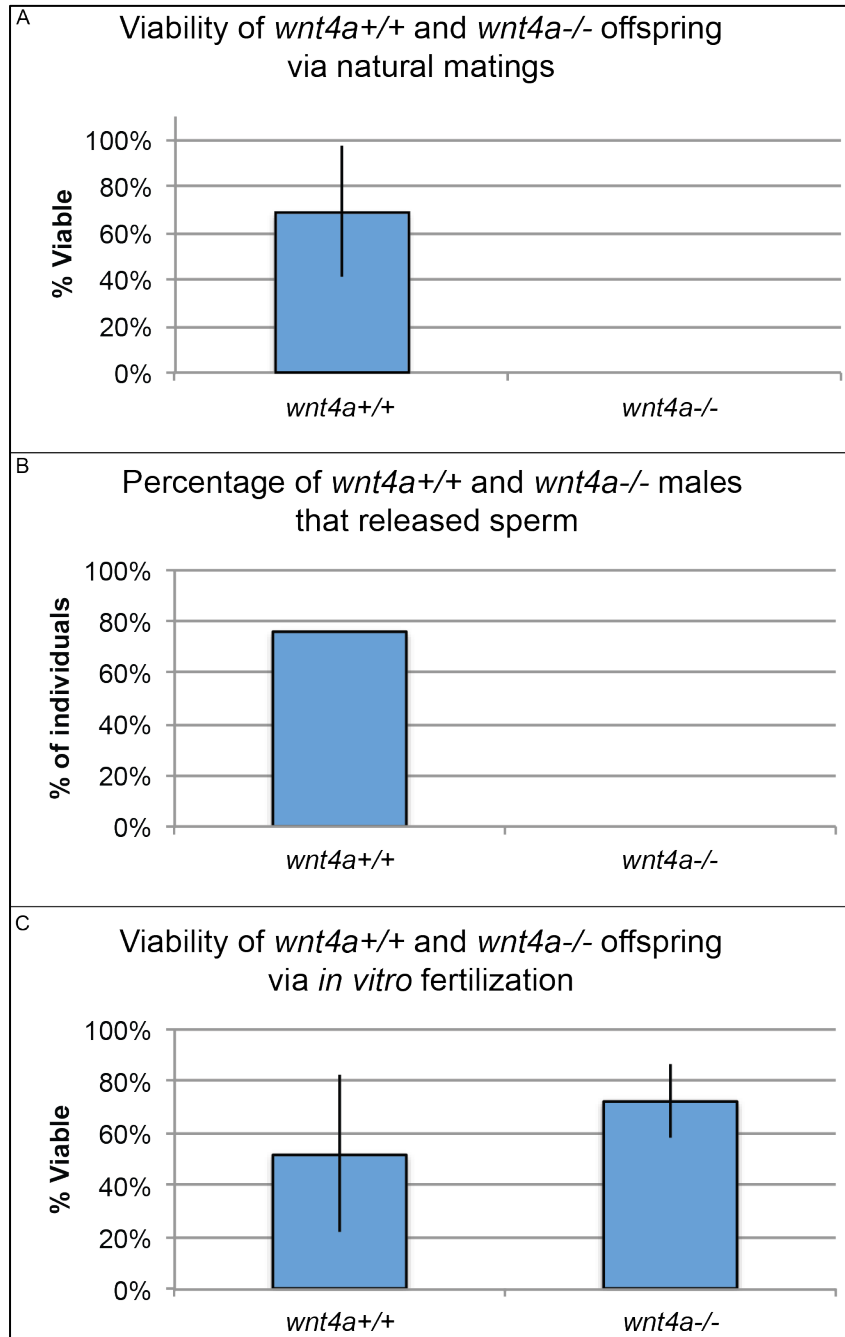 A
Viability of wnt4a+/+ and wnt4a-/- offspring
via natural matings
% Viable
100%
80%
60%
40%
20%
0%
wnt4a+/+ wnt4a-/-
B
Percentage of wnt4a+/+ and wnt4a-/- males
that released sperm
% of individuals
100%
80%
60%
40%
20%
0%
wnt4a+/+ wnt4a-/-
C
Viability of wnt4a+/+ and wnt4a-/- offspring
via in vitro fertilization
% Viable
100%
80%
60%
40%
20%
0%
wnt4a+/+ wnt4a-/-